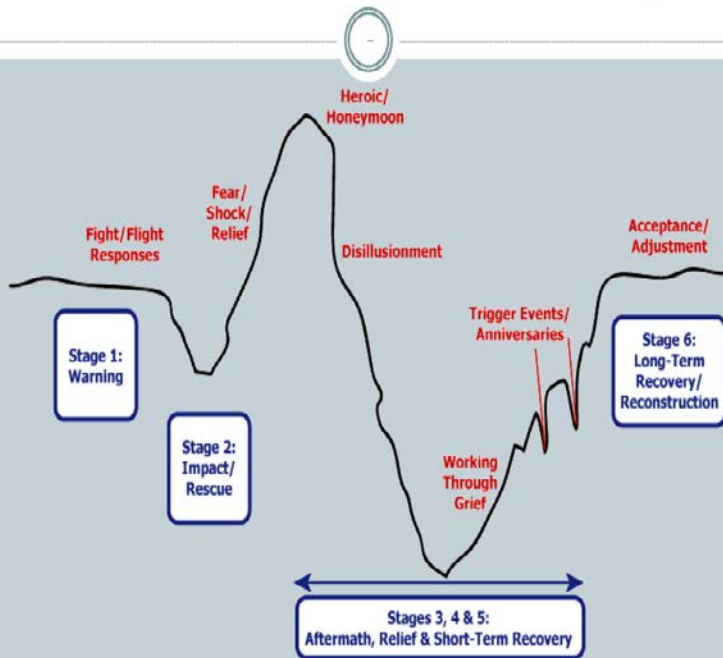 Heroic/
Honeymoon
Fear/
Shock/
Relief
Fight/Flight
Responses
Disillusionment
Acceptance/
Adjustment
Trigger Events/
Anniversaries
Stage 1:
Warning
Stage 6:
Long-Term
Recovery/
Reconstruction
Stage 2:
Impact/
Rescue
Working
Through
Grief
Stages 3, 4 & 5:
Aftermath, Relief & Short-Term Recovery